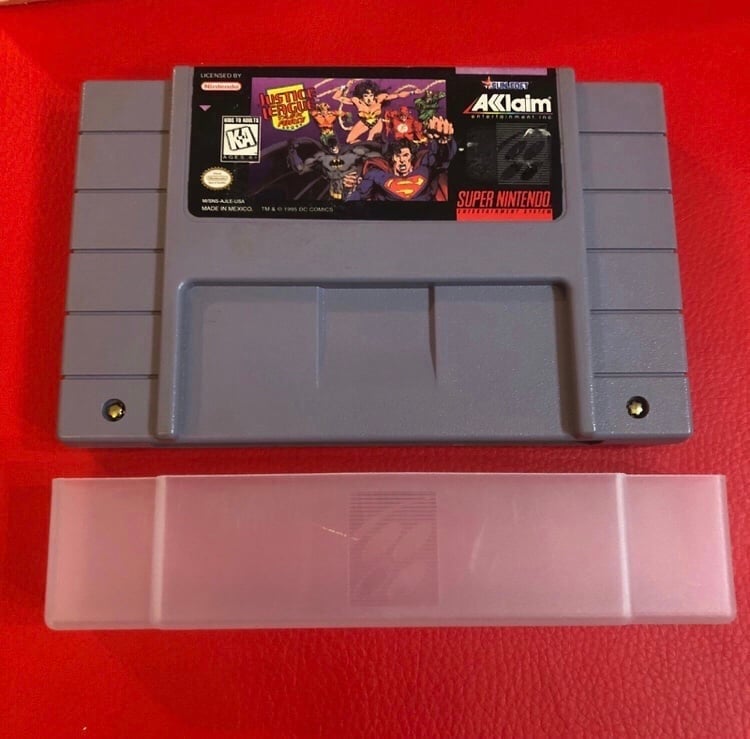 LICENSED BY
Nintendo
JUSTICE
LEAGUE
KIDS TO ADULTS
K-A
AGES 6+
M/SNS-AJLE-USA
MADE IN MEXICO.
TM & © 1995 DC COMICS
SUNSOFT
AKKlaim
entertainment inc
SUPER NINTENDO
ENTERTAINMENT SYSTEM